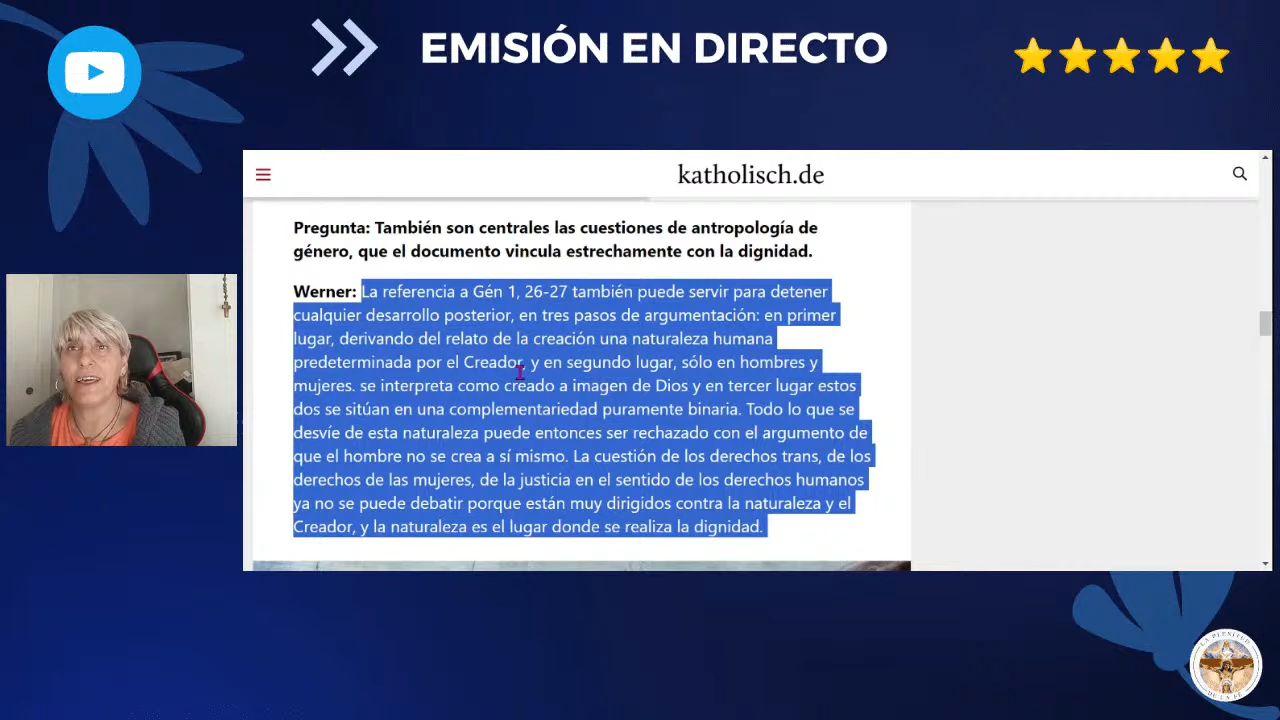 EMISIÓN EN DIRECTO
katholisch.de
Pregunta: También son centrales las cuestiones de antropología de
género, que el documento vincula estrechamente con la dignidad.
Werner: La referencia a Gén 1, 26-27 también puede servir para detener
cualquier desarrollo posterior, en tres pasos de argumentación: en primer
lugar, derivando del relato de la creación una naturaleza humana
predeterminada por el Creador, y en segundo lugar, sólo en hombres y
mujeres. se interpreta como creado a imagen de Dios y en tercer lugar estos
dos se sitúan en una complementariedad puramente binaria. Todo lo que se
desvíe de esta naturaleza puede entonces ser rechazado con el argumento de
que el hombre no se crea a sí mismo. La cuestión de los derechos trans, de los
derechos de las mujeres, de la justicia en el sentido de los derechos humanos
ya no se puede debatir porque están muy dirigidos contra la naturaleza y el
Creador, y la naturaleza es el lugar donde se realiza la dignidad.
LA PLENITUD
DE LA FE